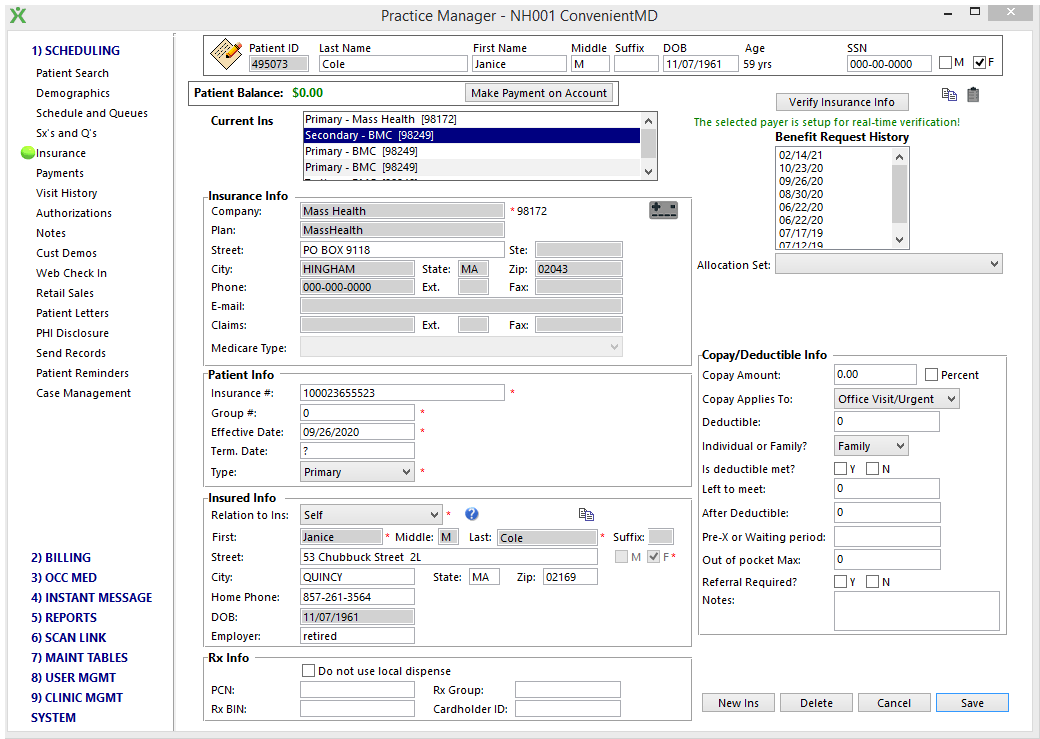 Practice Manager - NH001 ConvenientMD
1) SCHEDULING
Patient Search
Demographics
Schedule and Queues
Sx's and Q's
Insurance
Payments
Visit History
Authorizations
Notes
Cust Demos
Web Check In
Retail Sales
Patient Letters
PHI Disclosure
Send Records
Patient Reminders
Case Management
2) BILLING
3) OCC MED
4) INSTANT MESSAGE
5) REPORTS
6) SCAN LINK
7) MAINT TABLES
8) USER MGMT
9) CLINIC MGMT
SYSTEM
Patient ID Last Name First Name Middle Suffix DOB Age SSN
495073 Cole Janice M 11/07/1961 59 yrs 000-00-0000 M F
Patient Balance: $0.00 Make Payment on Account
Current Ins
Primary - Mass Health [98172]
Secondary - BMC [98249]
Primary - BMC [98249]
Primary - BMC [98249]
Verify Insurance Info
The selected payer is setup for real-time verification!
Benefit Request History
02/14/21
10/23/20
09/26/20
08/30/20
06/22/20
06/22/20
07/17/19
07/12/19
Allocation Set:
Insurance Info
Company: Mass Health * 98172
Plan: MassHealth
Street: PO BOX 9118 Ste:
City: HINGHAM State: MA Zip: 02043
Phone: 000-000-0000 Ext. Fax:
E-mail:
Claims: Ext. Fax:
Medicare Type:
Patient Info
Insurance #: 100023655523 *
Group #: 0 *
Effective Date: 09/26/2020 *
Term. Date: ?
Type: Primary *
Insured Info
Relation to Ins: Self * ?
First: Janice * Middle: M Last: Cole * Suffix:
Street: 53 Chubbuck Street 2L M F *
City: QUINCY State: MA Zip: 02169
Home Phone: 857-261-3564
DOB: 11/07/1961
Employer: retired
Rx Info
Do not use local dispense
PCN: Rx Group:
Rx BIN: Cardholder ID:
Copay/Deductible Info
Copay Amount: 0.00 Percent
Copay Applies To: Office Visit/Urgent
Deductible: 0
Individual or Family? Family
Is deductible met? Y N
Left to meet: 0
After Deductible: 0
Pre-X or Waiting period:
Out of pocket Max: 0
Referral Required? Y N
Notes:
New Ins Delete Cancel Save